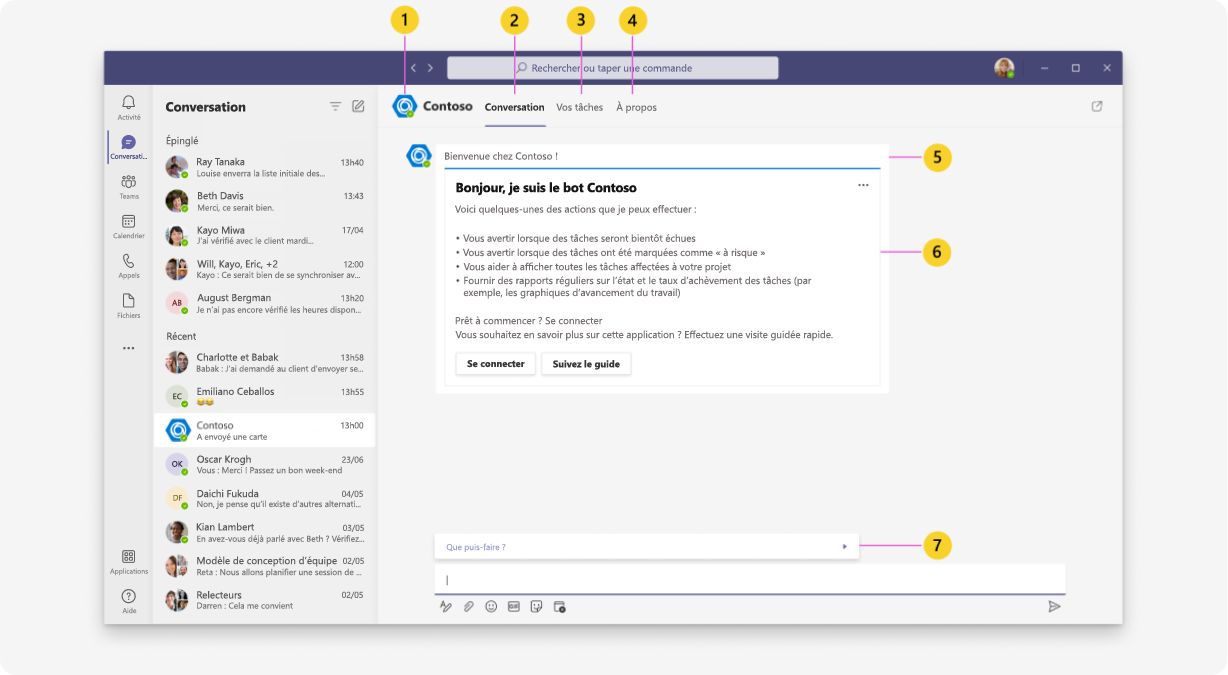 1
2
3
4
Rechercher ou taper une commande
Activité
Conversati...
Teams
Calendrier
Appels
Fichiers
Applications
Aide
Conversation
Épinglé
Ray Tanaka 13h40
Louise enverra la liste initiale des...
Beth Davis 13:43
Merci, ce serait bien.
Kayo Miwa 17/04
J'ai vérifié avec le client mardi...
Will, Kayo, Eric, +2 12:00
Kayo : Ce serait bien de se synchroniser av...
AB
August Bergman 13h20
Je n'ai pas encore vérifié les heures dispon...
Récent
Charlotte et Babak 13h58
Babak : J'ai demandé au client d'envoyer se...
EC
Emiliano Ceballos 13h55
Contoso 13h00
A envoyé une carte
OK
Oscar Krogh 23/06
Vous : Merci ! Passez un bon week-end
DF
Daichi Fukuda 04/05
Non, je pense qu'il existe d'autres alternati...
Kian Lambert 03/05
En avez-vous déjà parlé avec Beth ? Vérifiez...
Modèle de conception d'équipe 02/05
Reta : Nous allons planifier une session de ...
Relecteurs 02/05
Darren : Cela me convient
Contoso Conversation Vos tâches À propos
Bienvenue chez Contoso !
5
Bonjour, je suis le bot Contoso
Voici quelques-unes des actions que je peux effectuer :
• Vous avertir lorsque des tâches seront bientôt échues
• Vous avertir lorsque des tâches ont été marquées comme « à risque »
• Vous aider à afficher toutes les tâches affectées à votre projet
• Fournir des rapports réguliers sur l'état et le taux d'achèvement des tâches (par
exemple, les graphiques d'avancement du travail)
6
Prêt à commencer ? Se connecter
Vous souhaitez en savoir plus sur cette application ? Effectuez une visite guidée rapide.
Se connecter
Suivez le guide
Que puis-faire ?
7
GIF